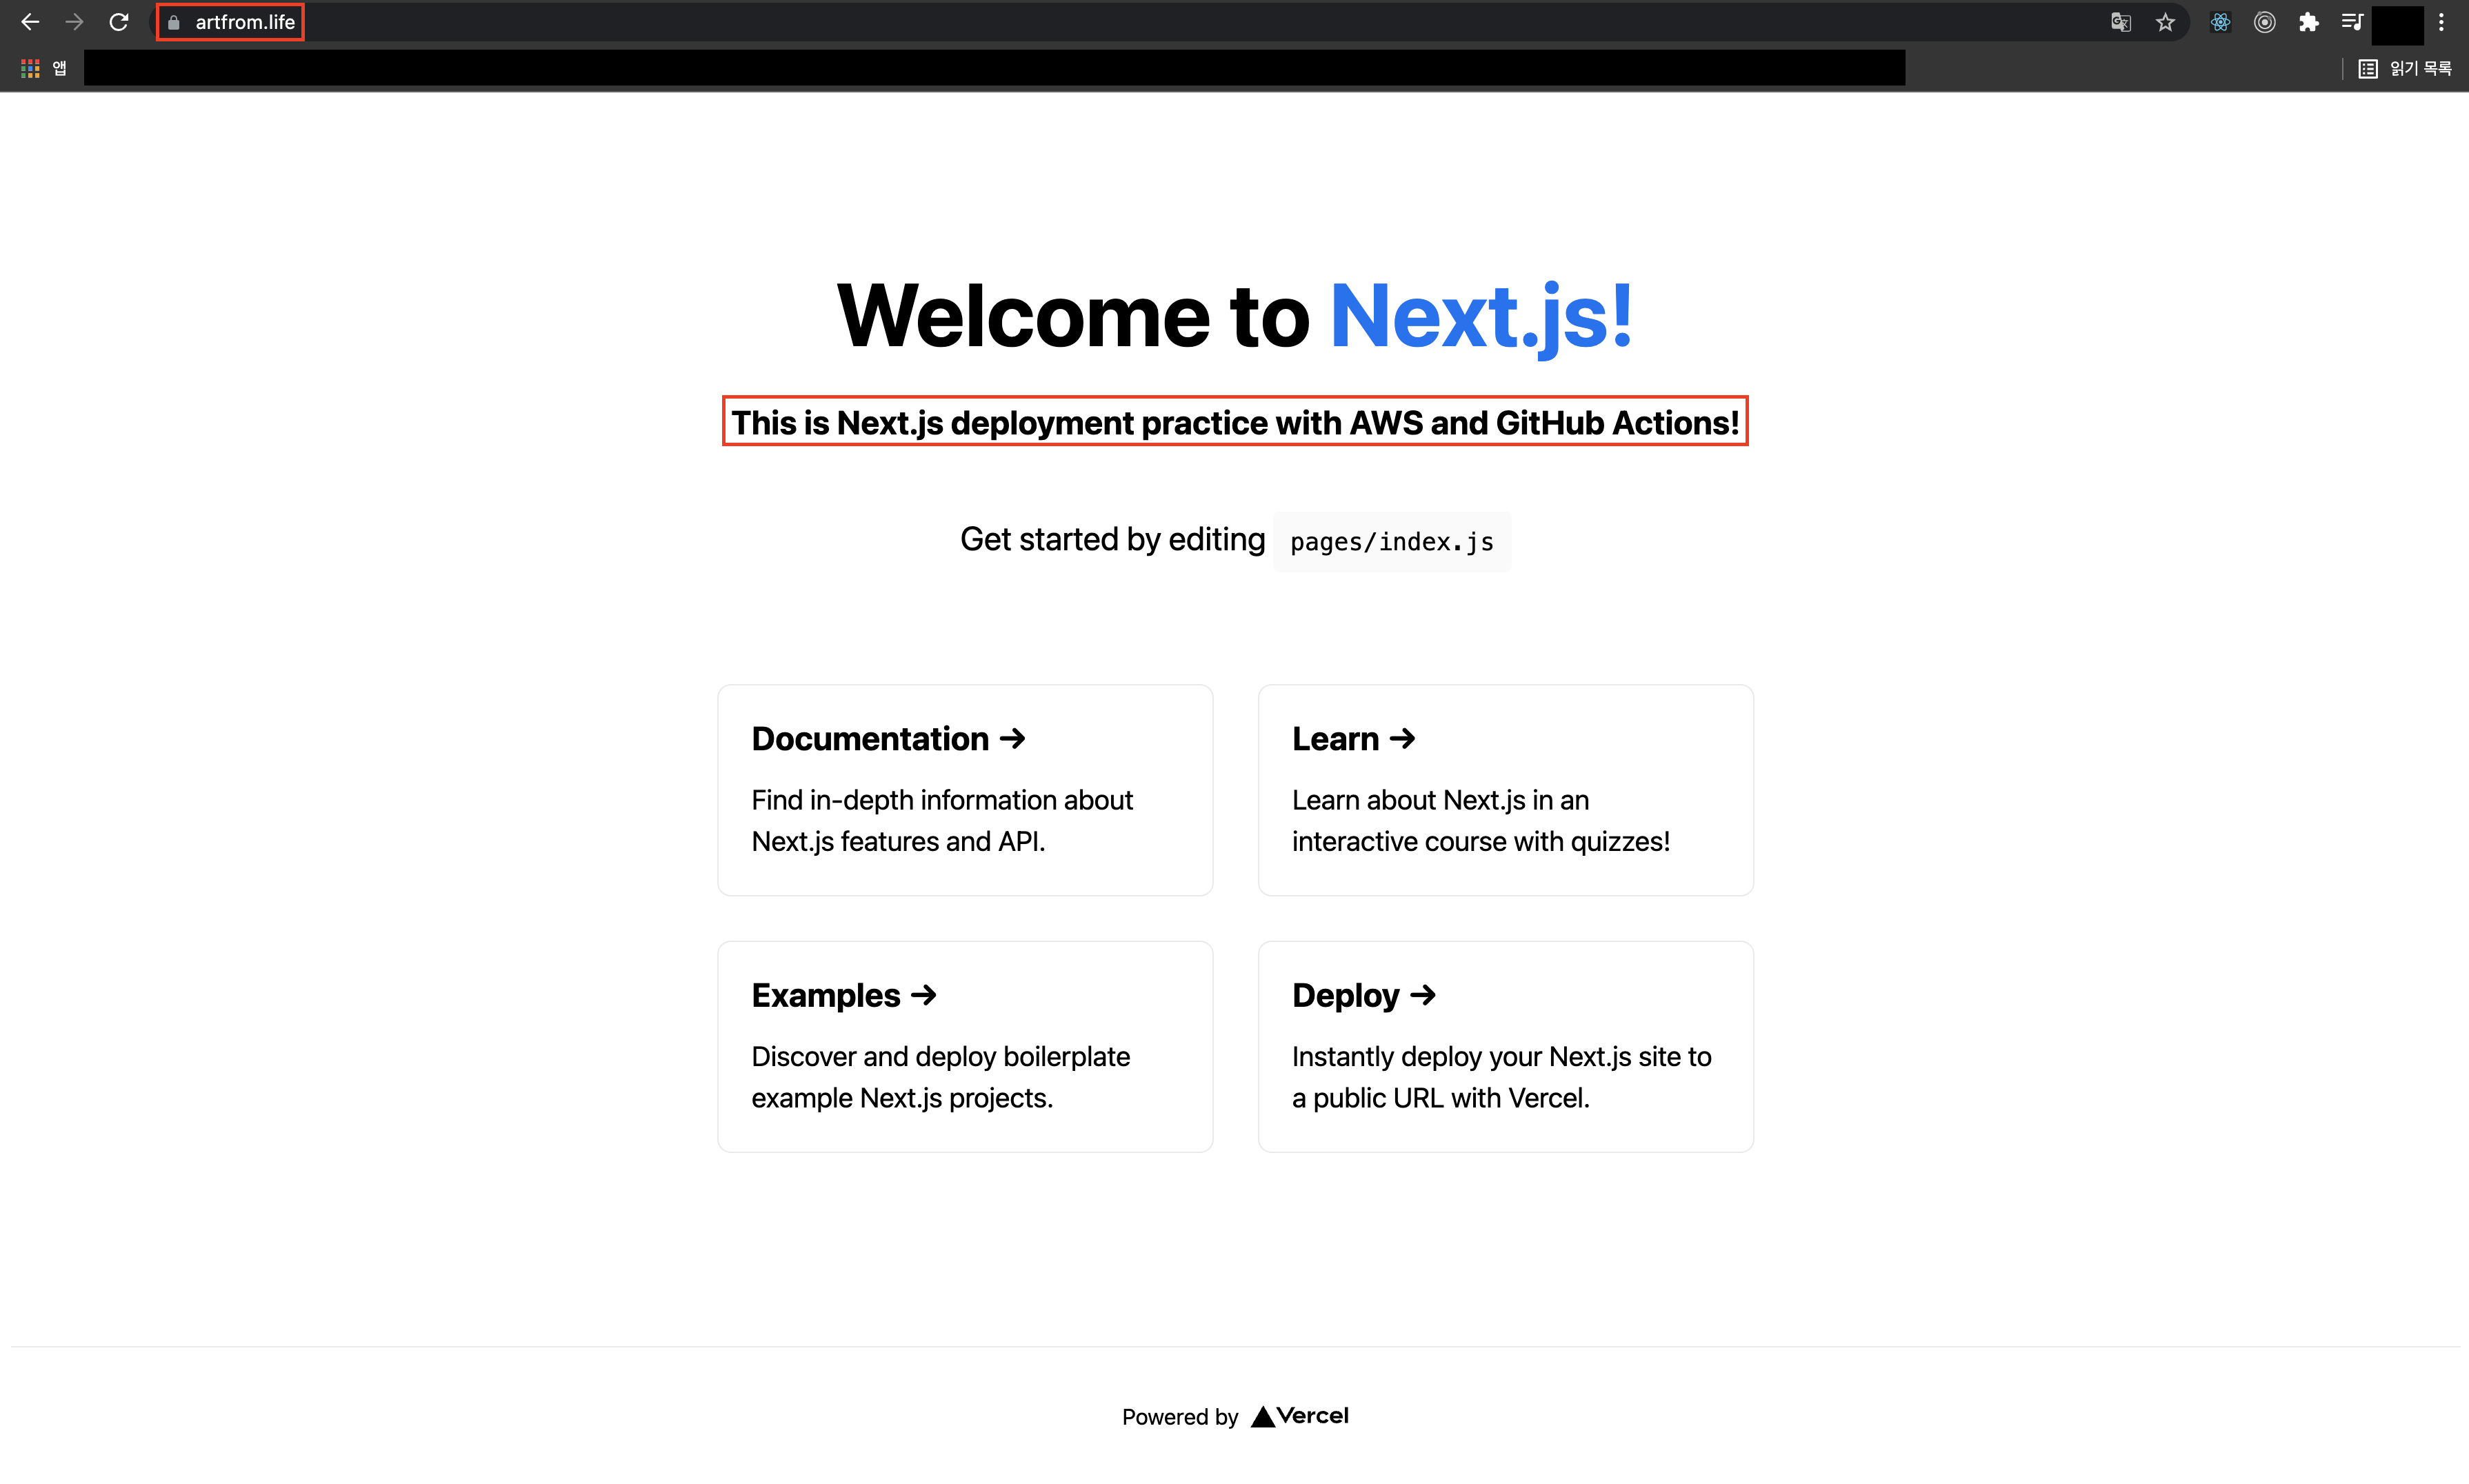 artfrom.life
앱
읽기 목록
Welcome to Next.js!
This is Next.js deployment practice with AWS and GitHub Actions!
Get started by editing pages/index.js
Documentation →
Find in-depth information about
Next.js features and API.
Learn →
Learn about Next.js in an
interactive course with quizzes!
Examples →
Discover and deploy boilerplate
example Next.js projects.
Deploy →
Instantly deploy your Next.js site to
a public URL with Vercel.
Powered by Vercel